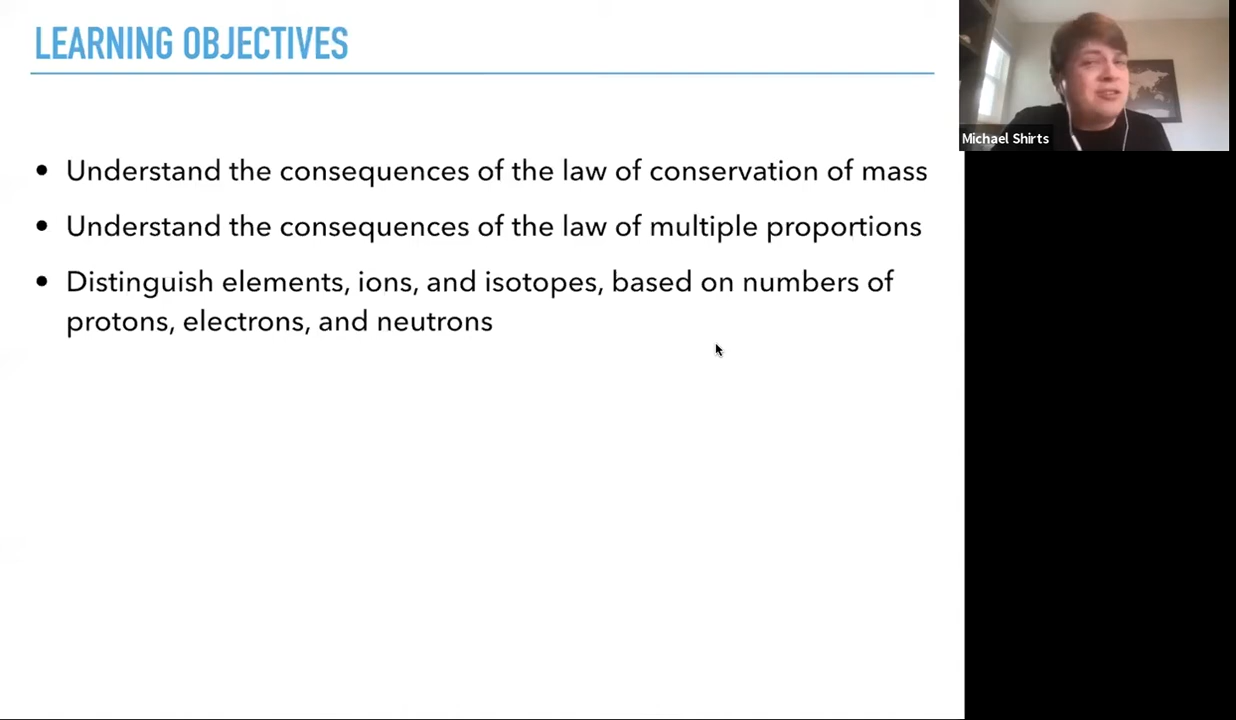 LEARNING OBJECTIVES
• Understand the consequences of the law of conservation of mass
• Understand the consequences of the law of multiple proportions
• Distinguish elements, ions, and isotopes, based on numbers of
protons, electrons, and neutrons
Michael Shirts